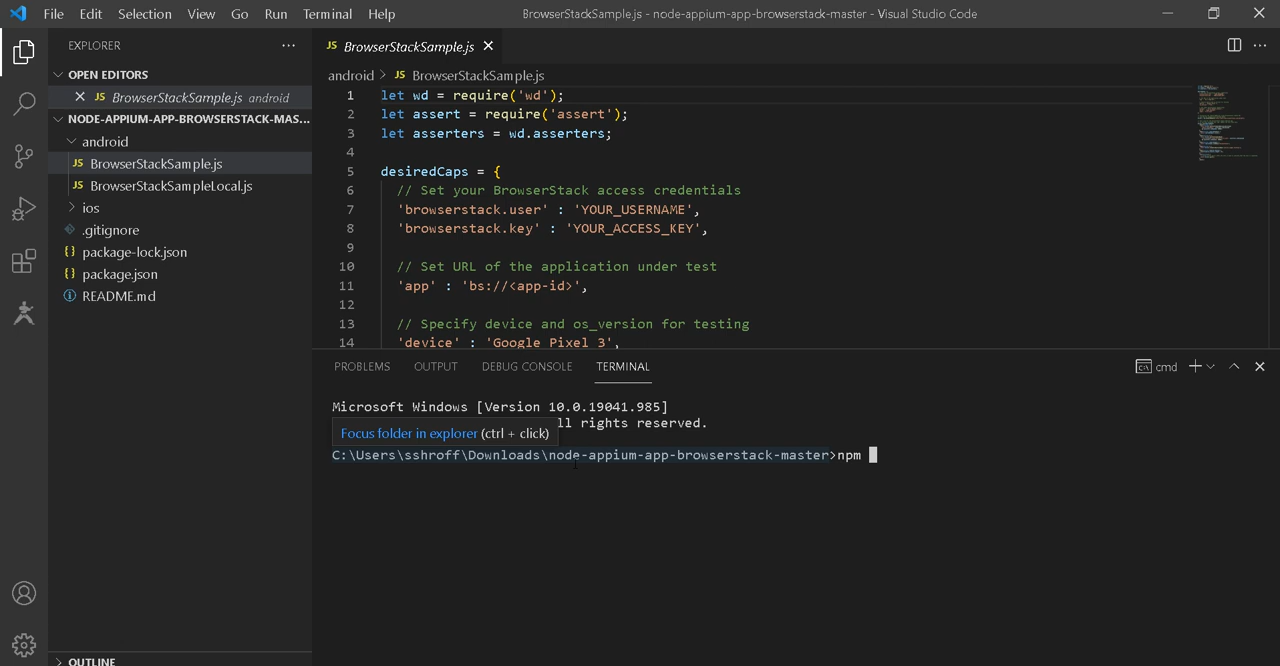 File Edit Selection View Go Run Terminal Help
BrowserStackSample.js - node-appium-app-browserstack-master - Visual Studio Code
EXPLORER
OPEN EDITORS
JS BrowserStackSample.js android
NODE-APPIUM-APP-BROWSERSTACK-MAS...
android
JS BrowserStackSample.js
JS BrowserStackSampleLocal.js
ios
.gitignore
{} package-lock.json
{} package.json
README.md
OUTLINE
JS BrowserStackSample.js
android > JS BrowserStackSample.js
1 let wd = require('wd');
2 let assert = require('assert');
3 let asserters = wd.asserters;
4
5 desiredCaps = {
6 // Set your BrowserStack access credentials
7 'browserstack.user' : 'YOUR_USERNAME',
8 'browserstack.key' : 'YOUR_ACCESS_KEY',
9
10 // Set URL of the application under test
11 'app' : 'bs://<app-id>',
12
13 // Specify device and os_version for testing
14 'device' : 'Google Pixel 3',
PROBLEMS OUTPUT DEBUG CONSOLE TERMINAL
cmd
Microsoft Windows [Version 10.0.19041.985]
ll rights reserved.
Focus folder in explorer (ctrl + click)
C:\Users\sshroff\Downloads\node-appium-app-browserstack-master>npm